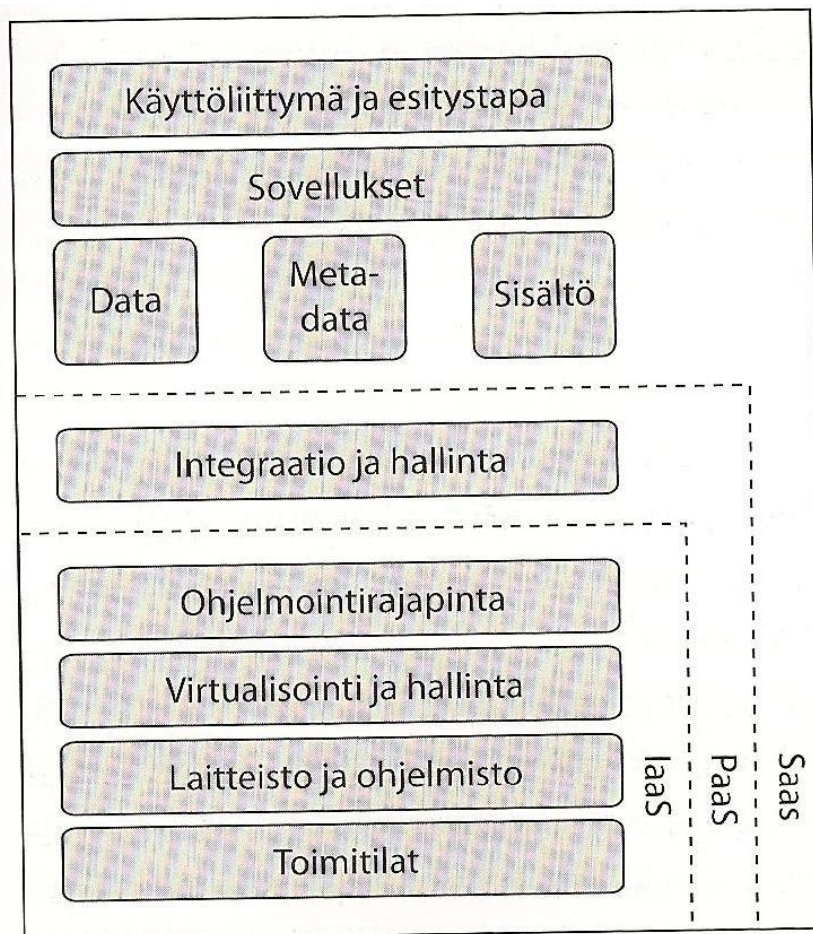 Käyttöliittymä ja esitystapa
Sovellukset
Data
Meta-
data
Sisältö
Integraatio ja hallinta
Ohjelmointirajapinta
Virtualisointi ja hallinta
Laitteisto ja ohjelmisto
Toimitilat
IaaS
PaaS
Saas